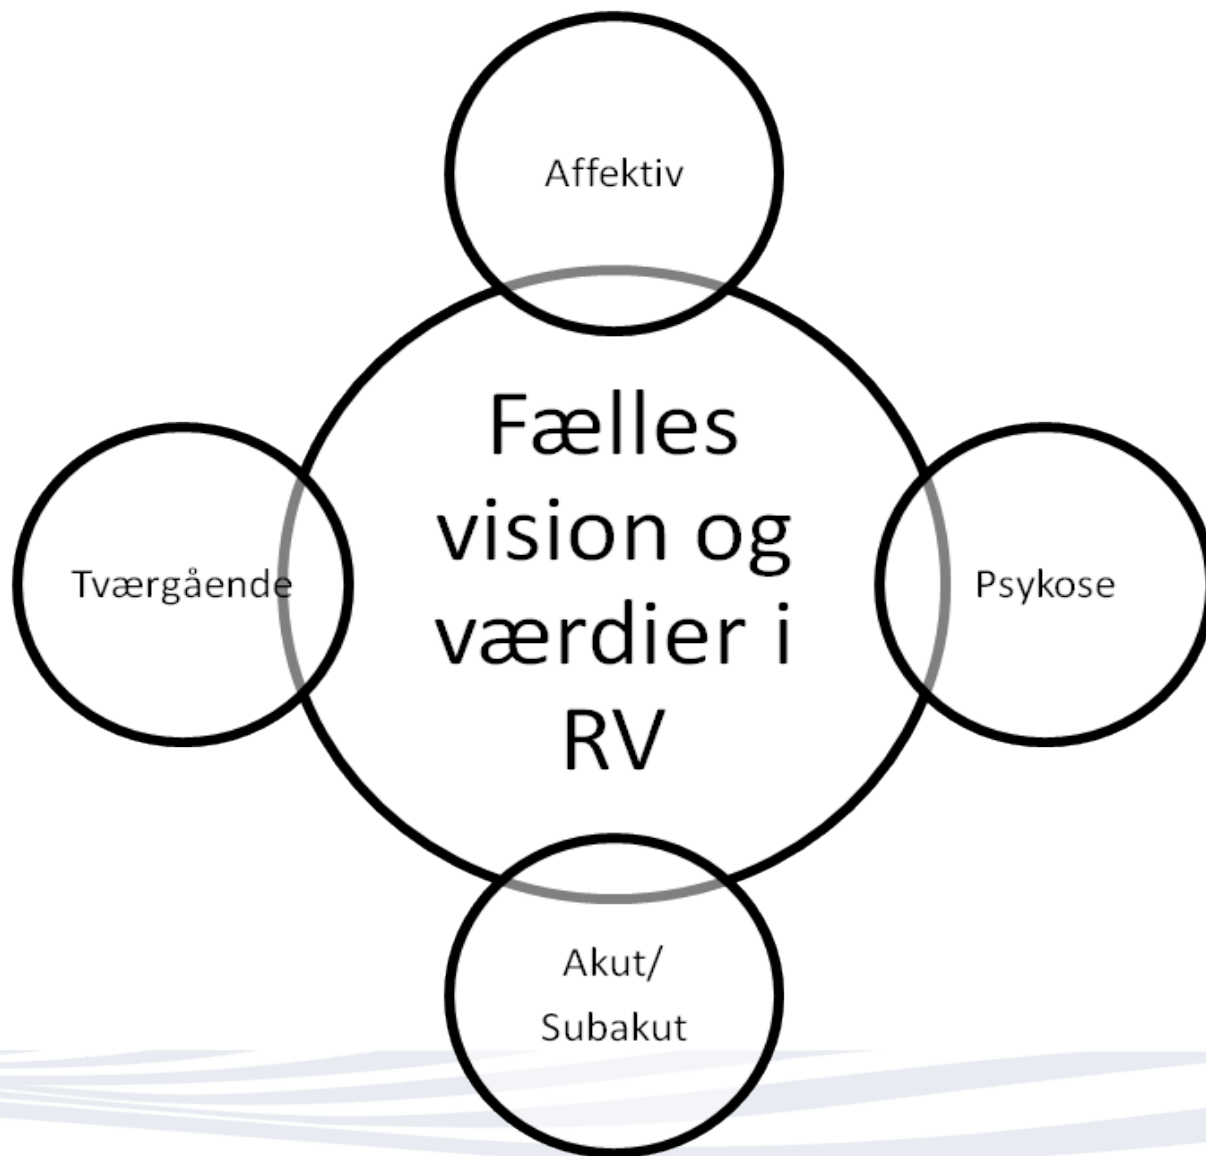 Affektiv
Fælles
vision og
værdier i
RV
Tværgående
Psykose
Akut/
Subakut